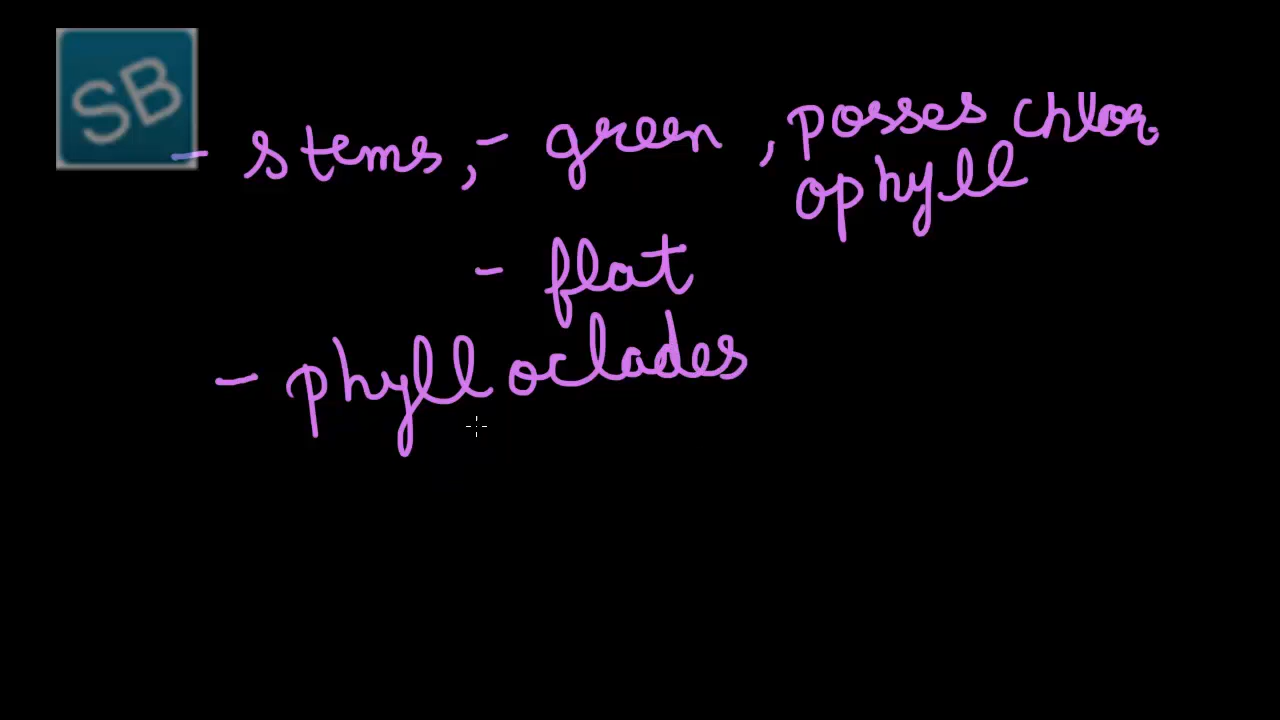 SB
- stems, - green, posses chlor
ophyll
- flat
- phylloclades